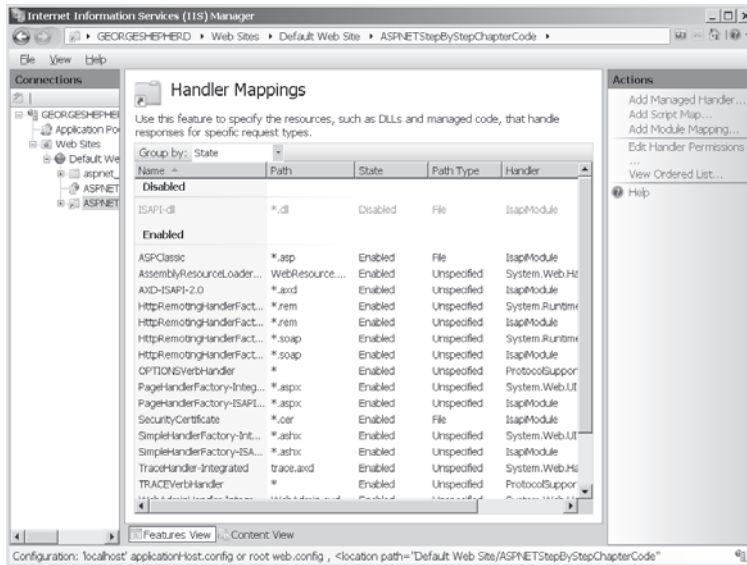 Internet Information Services (IIS) Manager
GEORGESHEPHERD ▸ Web Sites ▸ Default Web Site ▸ ASPNETStepByStepChapterCode ▸
File View Help
Connections
GEORGESHEPHE
Application Po
Web Sites
Default We
aspnet_
ASPNET
ASPNET
Handler Mappings
Use this feature to specify the resources, such as DLLs and managed code, that handle
responses for specific request types.
Group by: State
Name Path State Path Type Handler
Disabled
ISAPI-dll *.dll Disabled File IsapiModule
Enabled
ASPClassic *.asp Enabled File IsapiModule
AssemblyResourceLoader... WebResource.... Enabled Unspecified System.Web.Ha
AXD-ISAPI-2.0 *.axd Enabled Unspecified IsapiModule
HttpRemotingHandlerFact... *.rem Enabled Unspecified System.Runtime
HttpRemotingHandlerFact... *.rem Enabled Unspecified IsapiModule
HttpRemotingHandlerFact... *.soap Enabled Unspecified System.Runtime
HttpRemotingHandlerFact... *.soap Enabled Unspecified IsapiModule
OPTIONSVerbHandler * Enabled Unspecified ProtocolSuppor
PageHandlerFactory-Integ... *.aspx Enabled Unspecified System.Web.UI
PageHandlerFactory-ISAPI... *.aspx Enabled Unspecified IsapiModule
SecurityCertificate *.cer Enabled File IsapiModule
SimpleHandlerFactory-Int... *.ashx Enabled Unspecified System.Web.UI
SimpleHandlerFactory-ISA... *.ashx Enabled Unspecified IsapiModule
TraceHandler-Integrated trace.axd Enabled Unspecified System.Web.Ha
TRACEVerbHandler * Enabled Unspecified ProtocolSuppor
Features View Content View
Actions
Add Managed Handler...
Add Script Map...
Add Module Mapping...
Edit Handler Permissions
...
View Ordered List...
Help
Configuration: 'localhost' applicationHost.config or root web.config , <location path="Default Web Site/ASPNETStepByStepChapterCode"